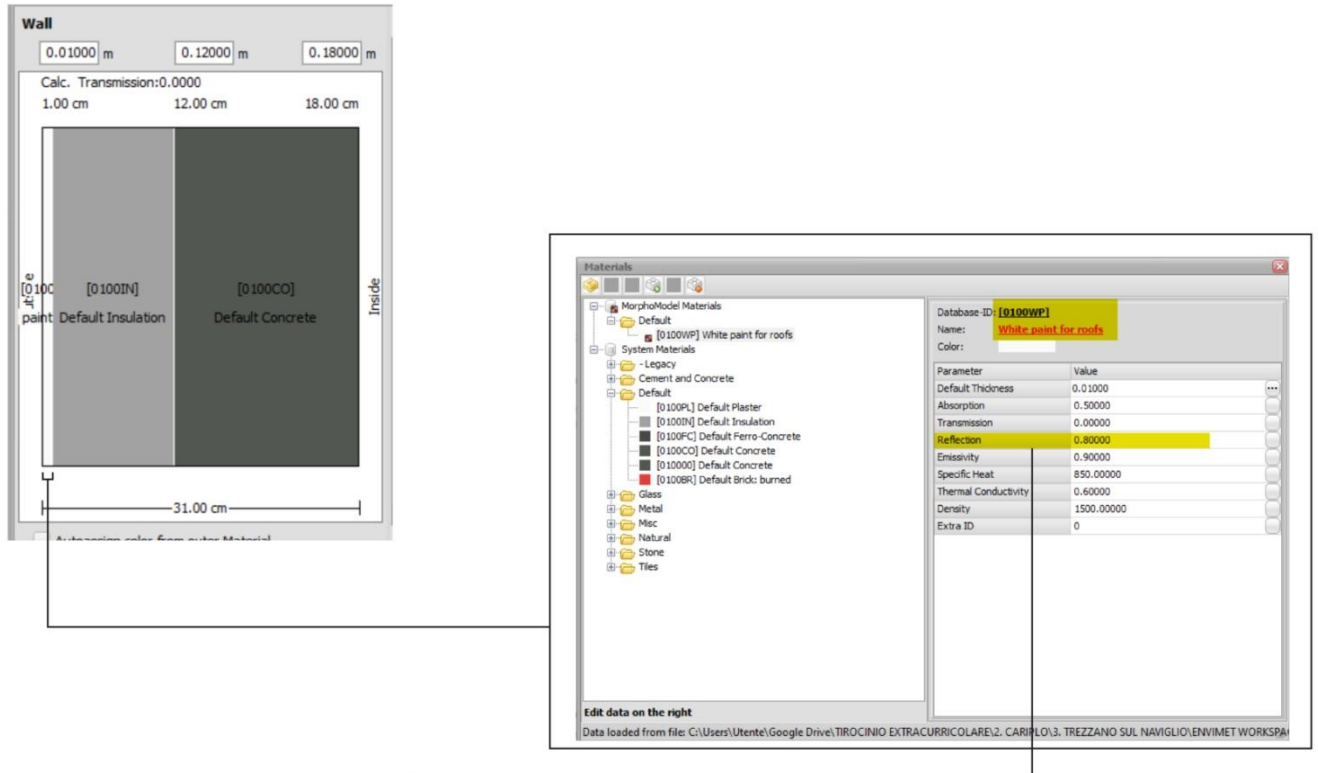 Wall
0.01000 m 0.12000 m 0.18000 m
Calc. Transmission:0.0000
1.00 cm 12.00 cm 18.00 cm
[0100 [0100IN] [0100CO]
paint Default Insulation Default Concrete
Inside
31.00 cm
Autoassign color from outer Material
Materials
MorphoModel Materials
Default
[0100WP] White paint for roofs
System Materials
- Legacy
Cement and Concrete
Default
[0100PL] Default Plaster
[0100IN] Default Insulation
[0100FC] Default Ferro-Concrete
[0100CO] Default Concrete
[010000] Default Concrete
[0100BR] Default Brick: burned
Glass
Metal
Misc
Natural
Stone
Tiles
Edit data on the right
Database-ID: [0100WP]
Name: White paint for roofs
Color:
Parameter Value
Default Thickness 0.01000
Absorption 0.50000
Transmission 0.00000
Reflection 0.80000
Emissivity 0.90000
Specific Heat 850.00000
Thermal Conductivity 0.60000
Density 1500.00000
Extra ID 0
Data loaded from file: C:\Users\Utente\Google Drive\TIROCINIO EXTRACURRICOLARE\2. CARIPLO\3. TREZZANO SUL NAVIGLIO\ENVIMET WORKSPA